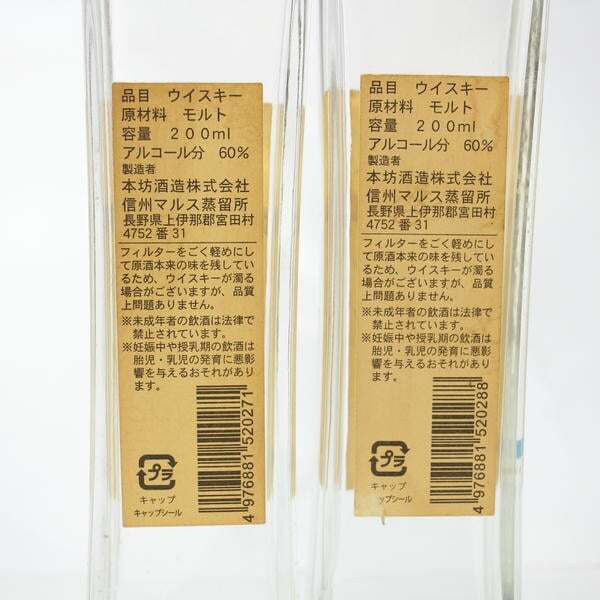 品目　ウイスキー
原材料　モルト
容量　２００ml
アルコール分　60%
製造者
本坊酒造株式会社
信州マルス蒸留所
長野県上伊那郡宮田村
4752 番 31
フィルターをごく軽めにし
て原酒本来の味を残してい
るため、ウイスキーが濁る
場合がございますが、品質
上問題ありません。
※未成年者の飲酒は法律で
禁止されています。
※妊娠中や授乳期の飲酒は
胎児・乳児の発育に悪影
響を与えるおそれがあり
ます。
4 976881 520271
プラ
キャップ
キャップシール
品目　ウイスキー
原材料　モルト
容量　２００ml
アルコール分　60%
製造者
本坊酒造株式会社
信州マルス蒸留所
長野県上伊那郡宮田村
4752 番 31
フィルターをごく軽めにし
て原酒本来の味を残してい
るため、ウイスキーが濁る
場合がございますが、品質
上問題ありません。
※未成年者の飲酒は法律で
禁止されています。
※妊娠中や授乳期の飲酒は
胎児・乳児の発育に悪影
響を与えるおそれがあり
ます。
4 976881 520288
プラ
キャップ
ップシール